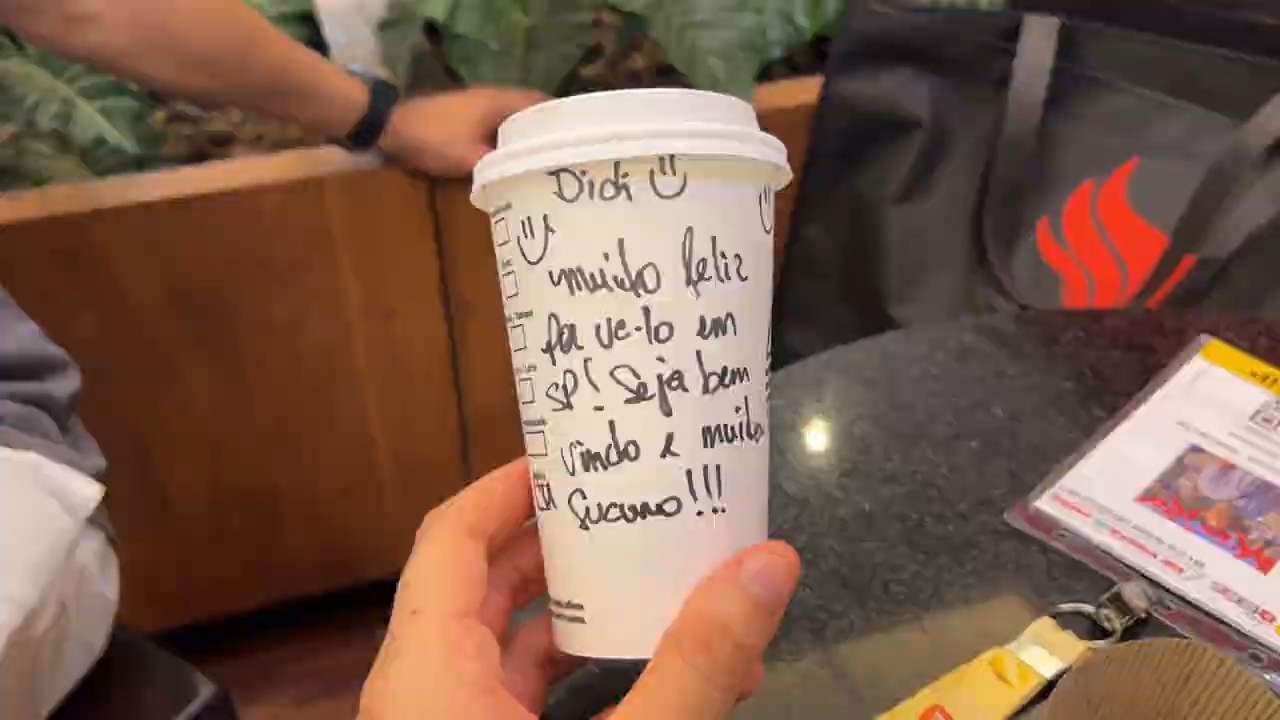 Didi
muito feliz
por ve-lo em
SP! Seja bem
vindo e muito
Sucesso!!!